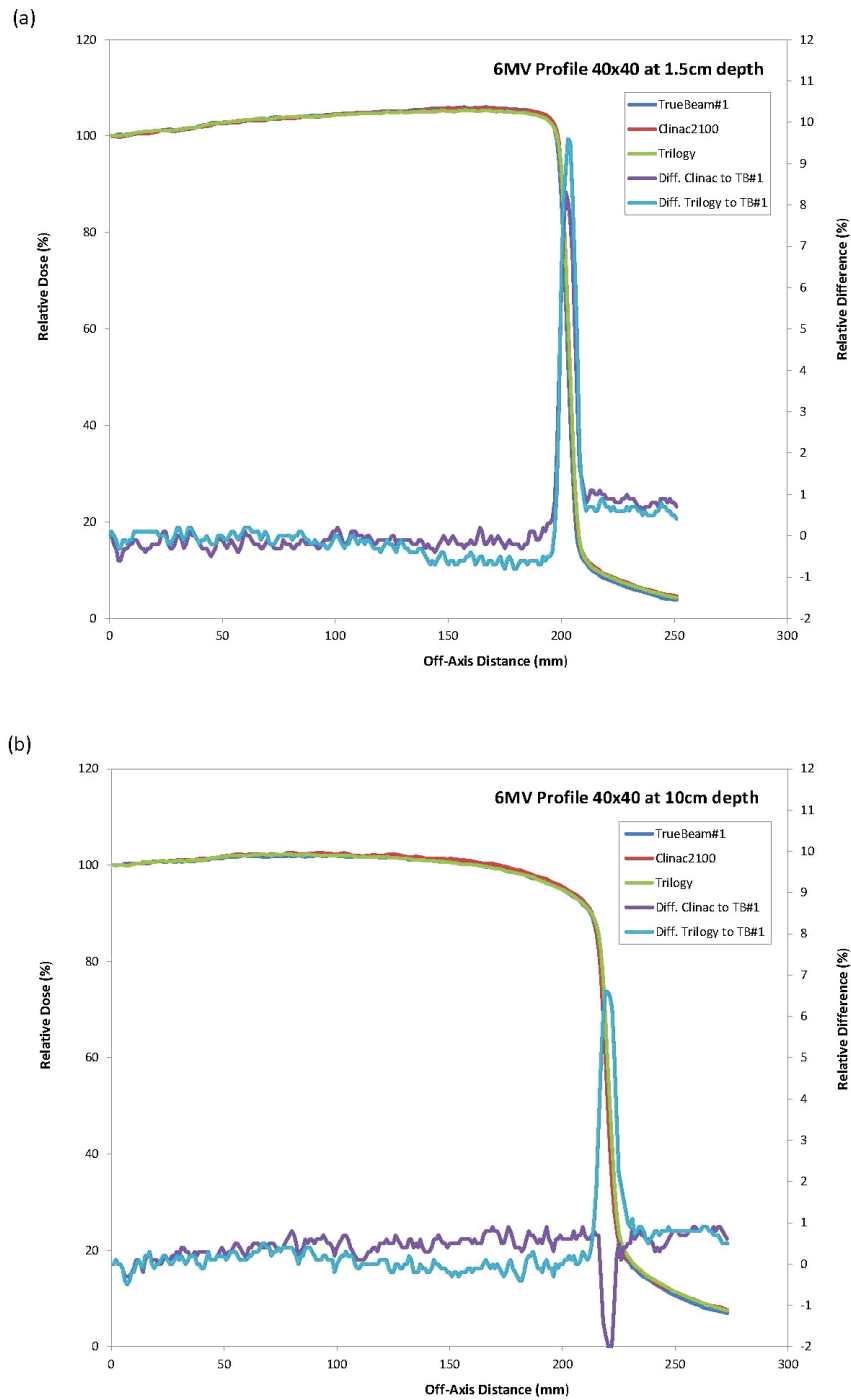 (a)
6MV Profile 40x40 at 1.5cm depth
TrueBeam#1
Clinac2100
Trilogy
Diff. Clinac to TB#1
Diff. Trilogy to TB#1
Relative Dose (%)
120
100
80
60
40
20
0
Relative Difference (%)
12
11
10
9
8
7
6
5
4
3
2
1
0
-1
-2
0 50 100 150 200 250 300
Off-Axis Distance (mm)
(b)
6MV Profile 40x40 at 10cm depth
TrueBeam#1
Clinac2100
Trilogy
Diff. Clinac to TB#1
Diff. Trilogy to TB#1
Relative Dose (%)
120
100
80
60
40
20
0
Relative Difference (%)
12
11
10
9
8
7
6
5
4
3
2
1
0
-1
-2
0 50 100 150 200 250 300
Off-Axis Distance (mm)